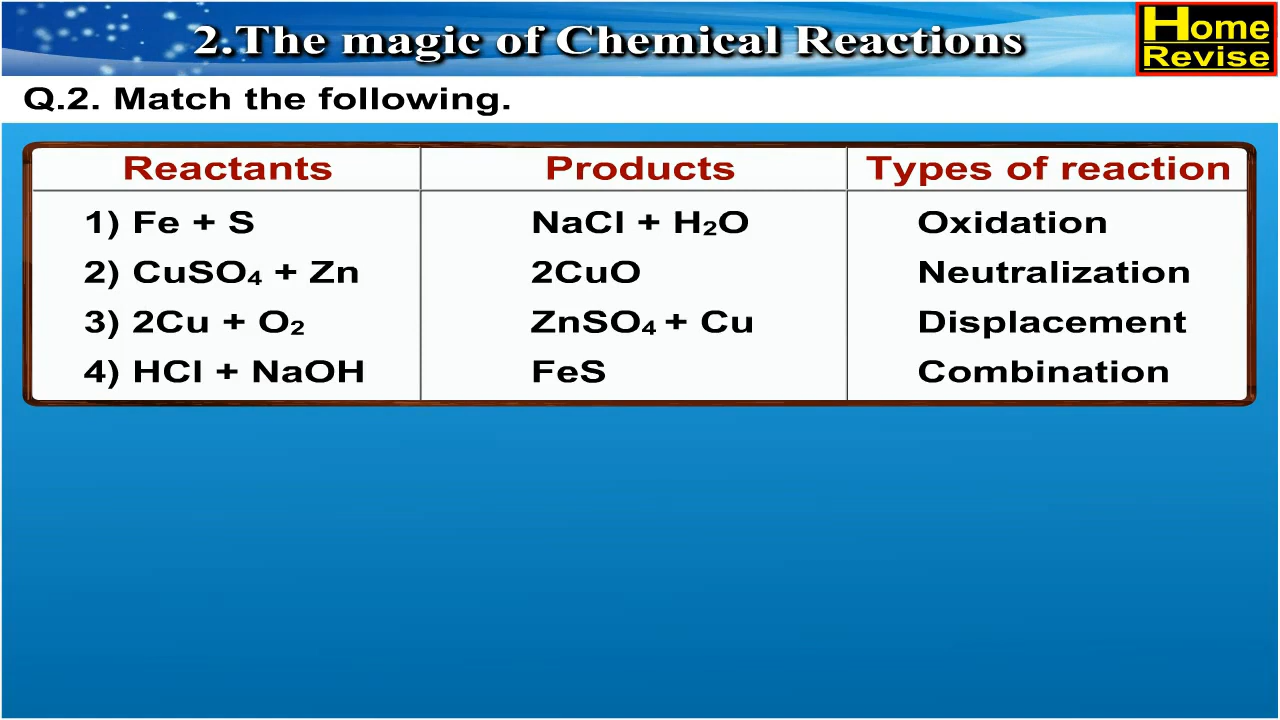 2.The magic of Chemical Reactions
Home
Revise
Q.2. Match the following.
Reactants Products Types of reaction
1) Fe + S NaCl + H₂O Oxidation
2) CuSO₄ + Zn 2CuO Neutralization
3) 2Cu + O₂ ZnSO₄ + Cu Displacement
4) HCl + NaOH FeS Combination